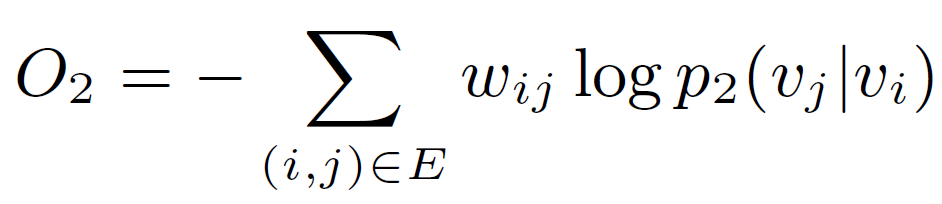 O_2 = - \sum_{(i,j) \in E} w_{ij} \log p_2(v_j|v_i)